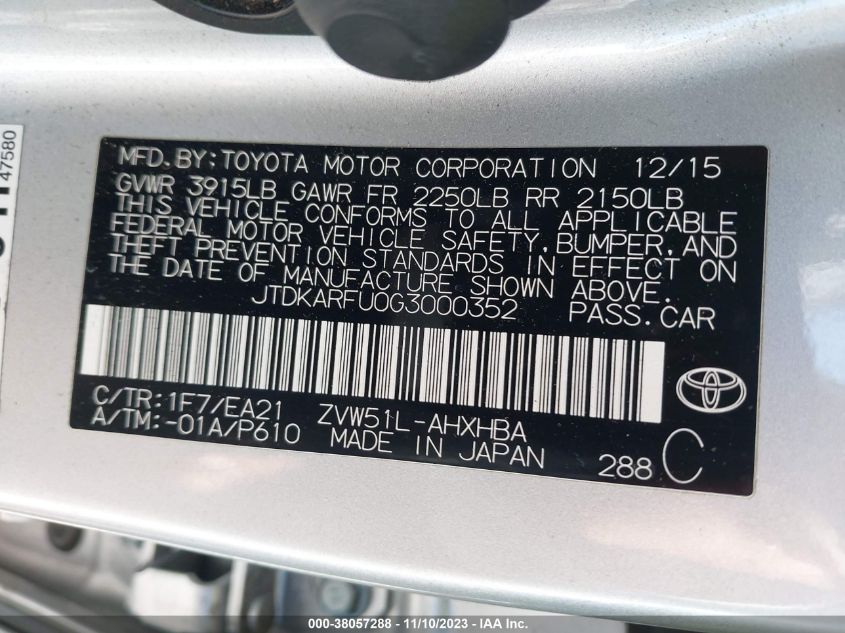 MFD.BY:TOYOTA MOTOR CORPORATION 12/15
GVWR 3915LB GAWR FR 2250LB RR 2150LB
THIS VEHICLE CONFORMS TO ALL APPLICABLE
FEDERAL MOTOR VEHICLE SAFETY,BUMPER,AND
THEFT PREVENTION STANDARDS IN EFFECT ON
THE DATE OF MANUFACTURE SHOWN ABOVE.
JTDKARFU0G3000352 PASS.CAR
C/TR:1F7/EA21 ZVW51L-AHXHBA
A/TM:-01A/P610 MADE IN JAPAN 288 C
47580
000-38057288 - 11/10/2023 - IAA